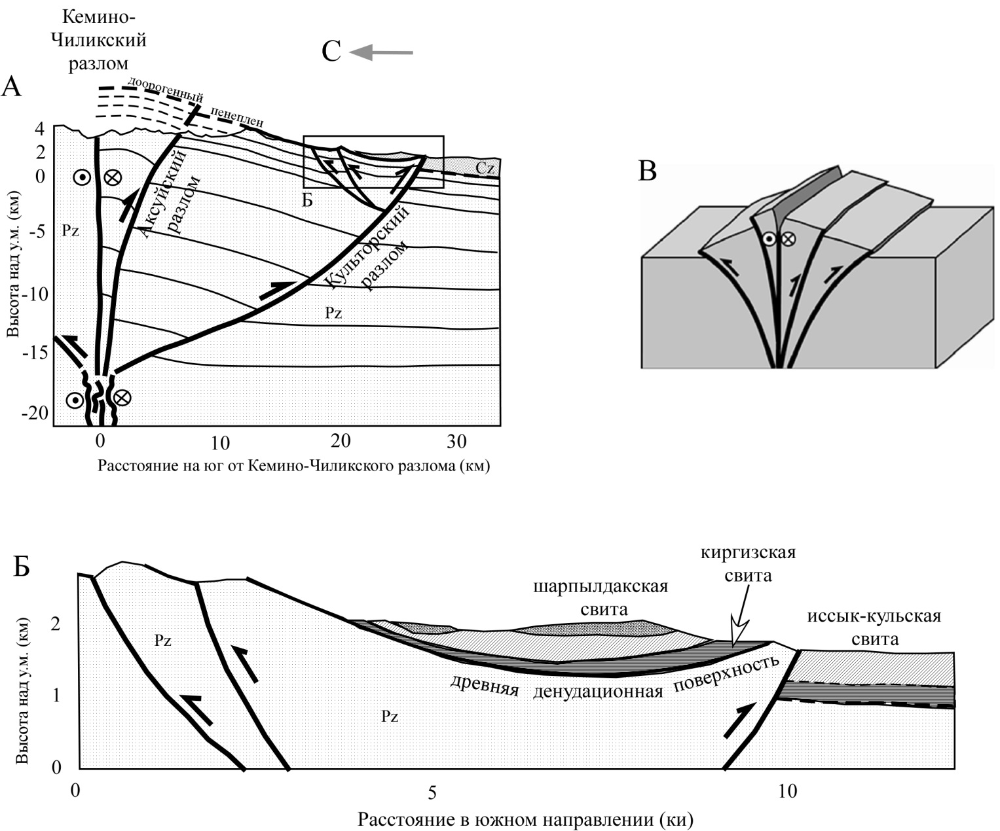 Кемино-
Чиликский
разлом
С
А
доорогенный
пенеплен
4
2
0
-5
-10
-15
-20
Высота над у.м. (км)
Pz
Аксуйский
разлом
Б
Cz
Культорский
разлом
Pz
0
10
20
30
Расстояние на юг от Кемино-Чиликского разлома (км)
В
Б
киргизская
свита
шарпылдакская
свита
иссык-кульская
свита
2
1
0
Высота над у.м. (км)
Pz
древняя денудационная поверхность
Pz
0
5
10
Расстояние в южном направлении (ки)